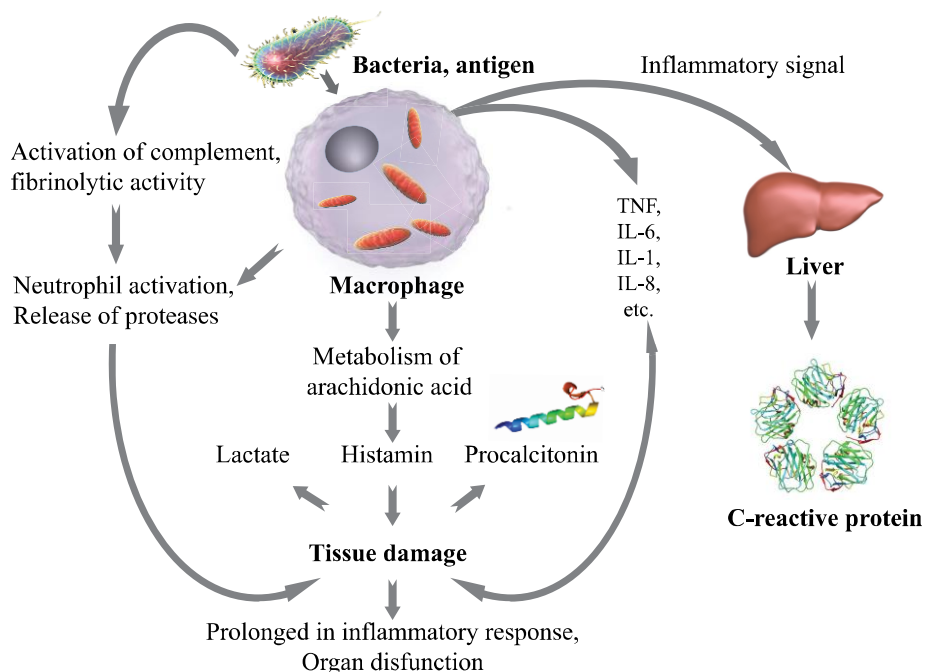 Bacteria, antigen
Inflammatory signal
Activation of complement,
fibrinolytic activity
TNF,
IL-6,
IL-1,
IL-8,
etc.
Liver
Macrophage
Neutrophil activation,
Release of proteases
Metabolism of
arachidonic acid
Lactate
Histamin
Procalcitonin
C-reactive protein
Tissue damage
Prolonged in inflammatory response,
Organ disfunction